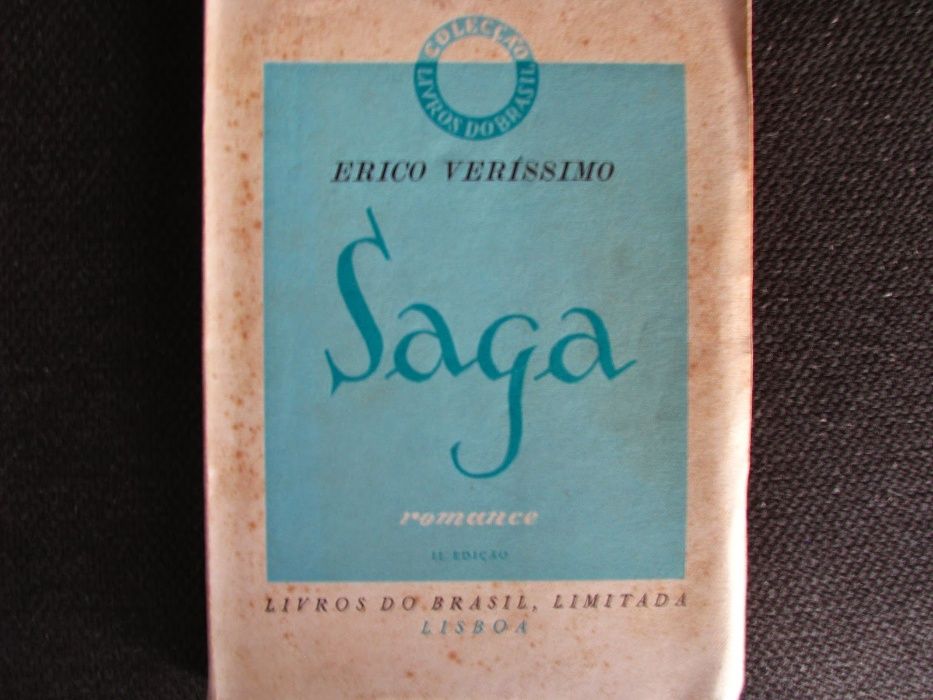 COLECÇÃO
LIVROS DO BRASIL
ERICO VERÍSSIMO
Saga
romance
II. EDIÇÃO
LIVROS DO BRASIL, LIMITADA
LISBOA